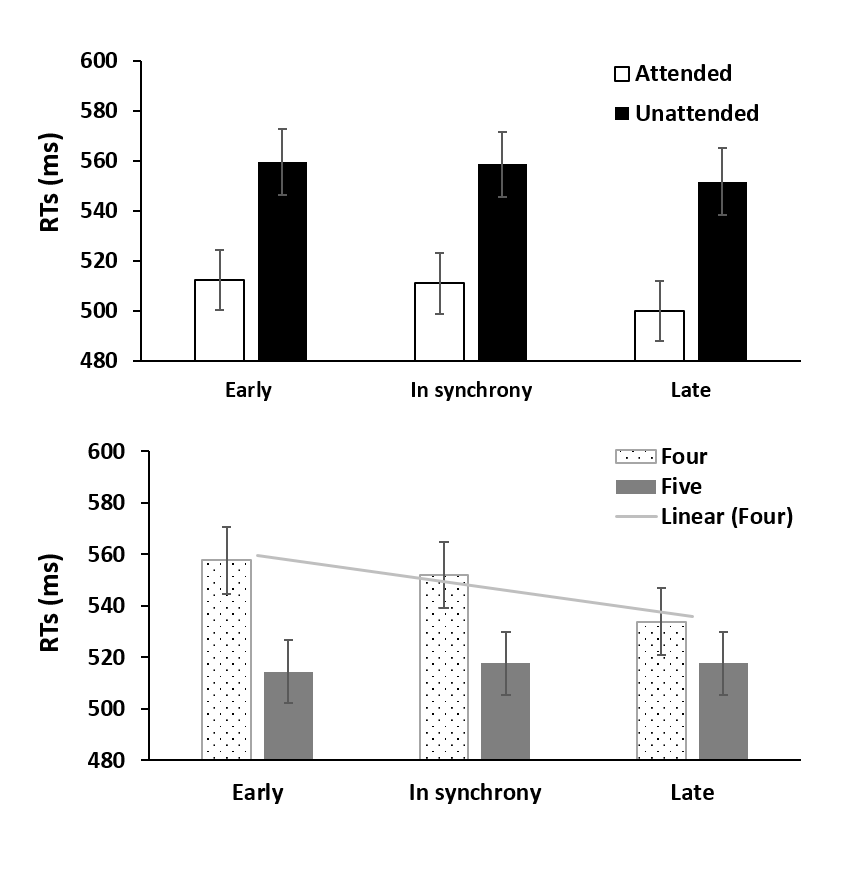 RTs (ms)
600
580
560
540
520
500
480
Attended
Unattended
Early In synchrony Late
RTs (ms)
600
580
560
540
520
500
480
Four
Five
Linear (Four)
Early In synchrony Late